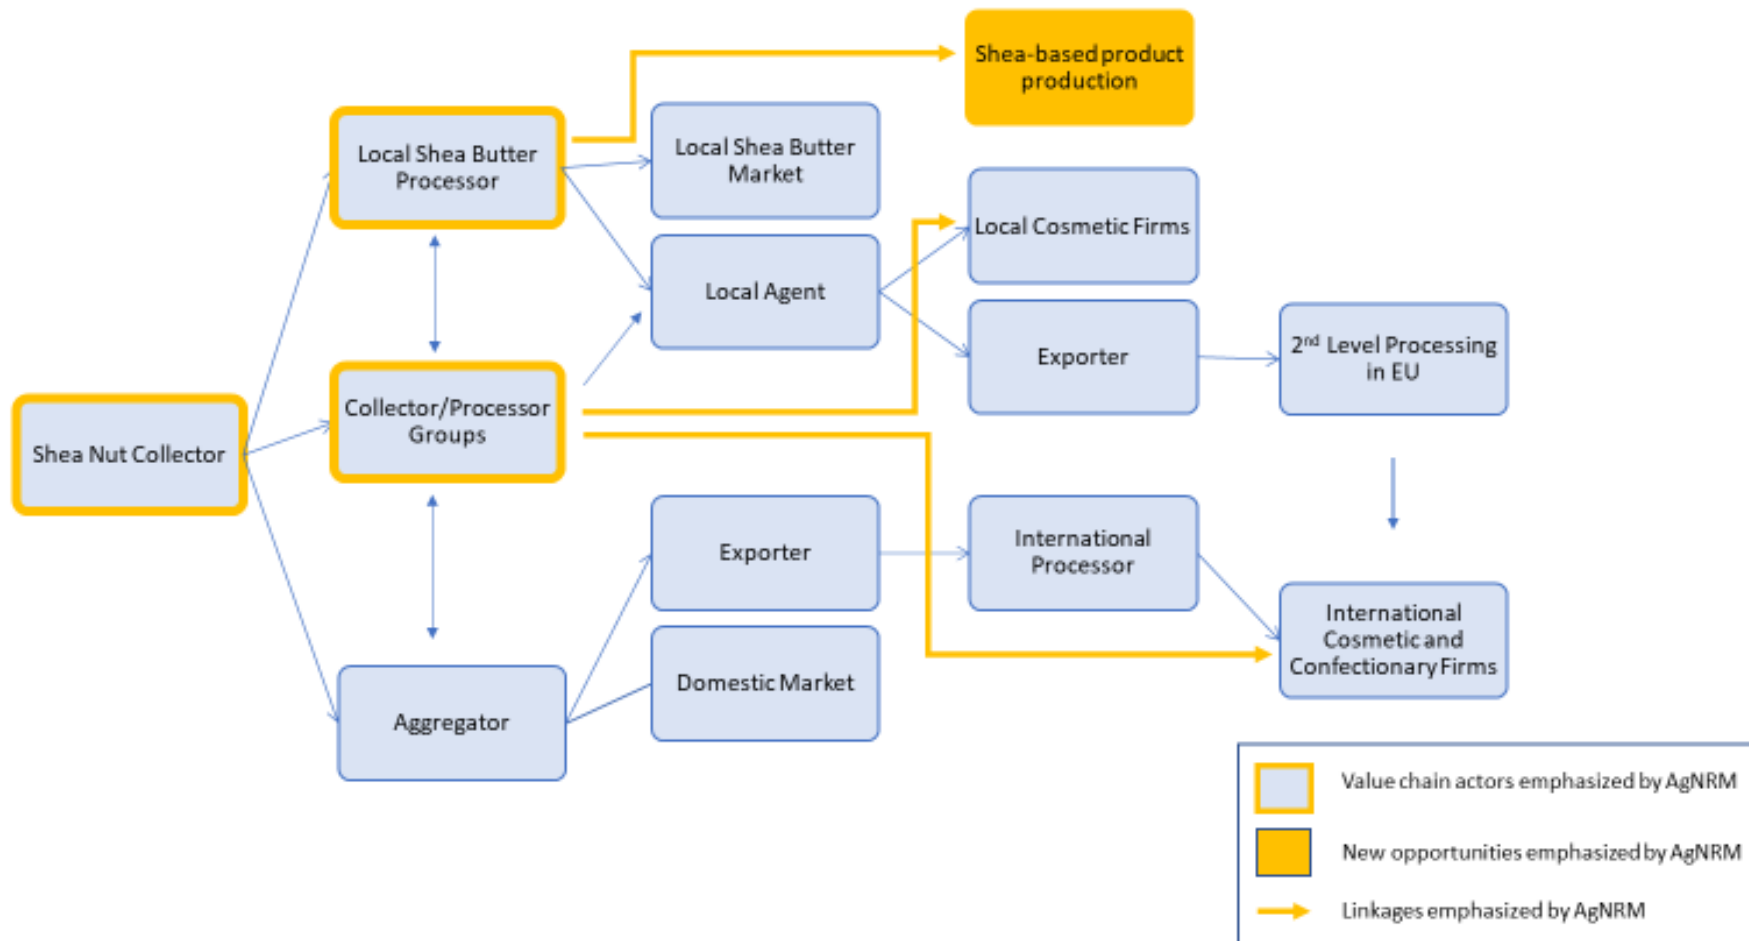 Shea-based product
production
Local Shea Butter
Processor
Local Shea Butter
Market
Local Cosmetic Firms
Local Agent
Exporter
2nd Level Processing
in EU
Collector/Processor
Groups
Shea Nut Collector
Exporter
International
Processor
International
Cosmetic and
Confectionary Firms
Domestic Market
Aggregator
Value chain actors emphasized by AgNRM
New opportunities emphasized by AgNRM
Linkages emphasized by AgNRM